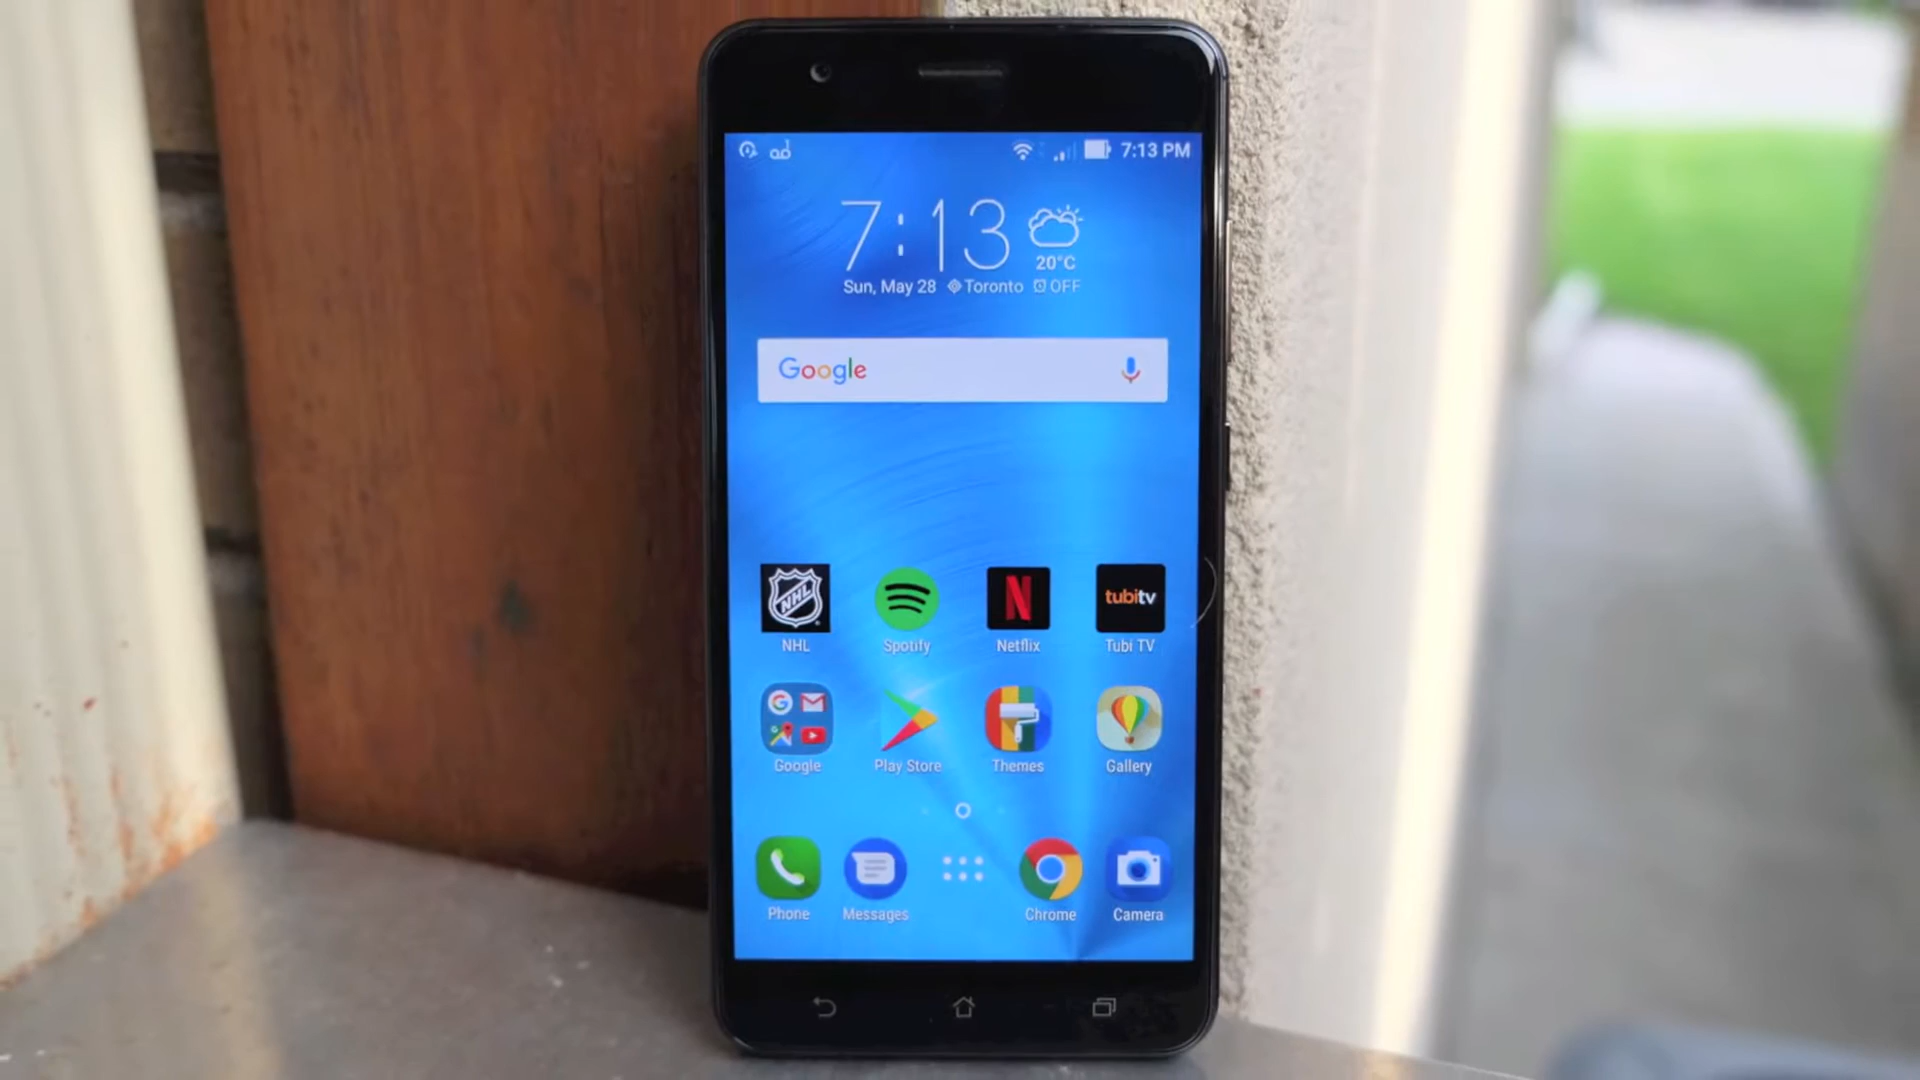 7:13 PM
7:13
20°C
Sun, May 28 Toronto OFF
Google
NHL
tubitv
NHL Spotify Netflix Tubi TV
Google Play Store Themes Gallery
Phone Messages Chrome Camera